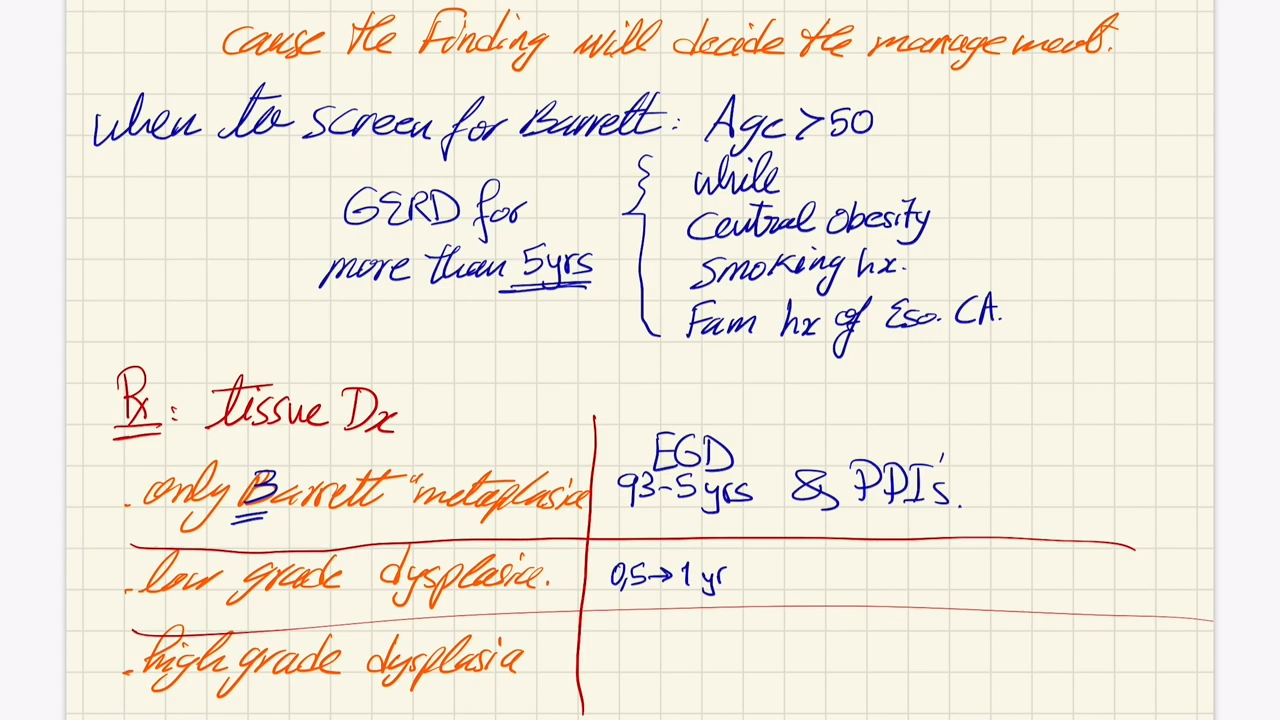 cause the Finding will decide the management.
when to screen for Barrett: Age >50
while
GERD for
central obesity
more than 5yrs
smoking hx.
Fam hx of Eso. CA.
Rx: tissue Dx
EGD
. only Barrett "metaplasia
q3-5 yrs & PPI's.
. low grade dysplasia.
0,5→1 yr
. high grade dysplasia